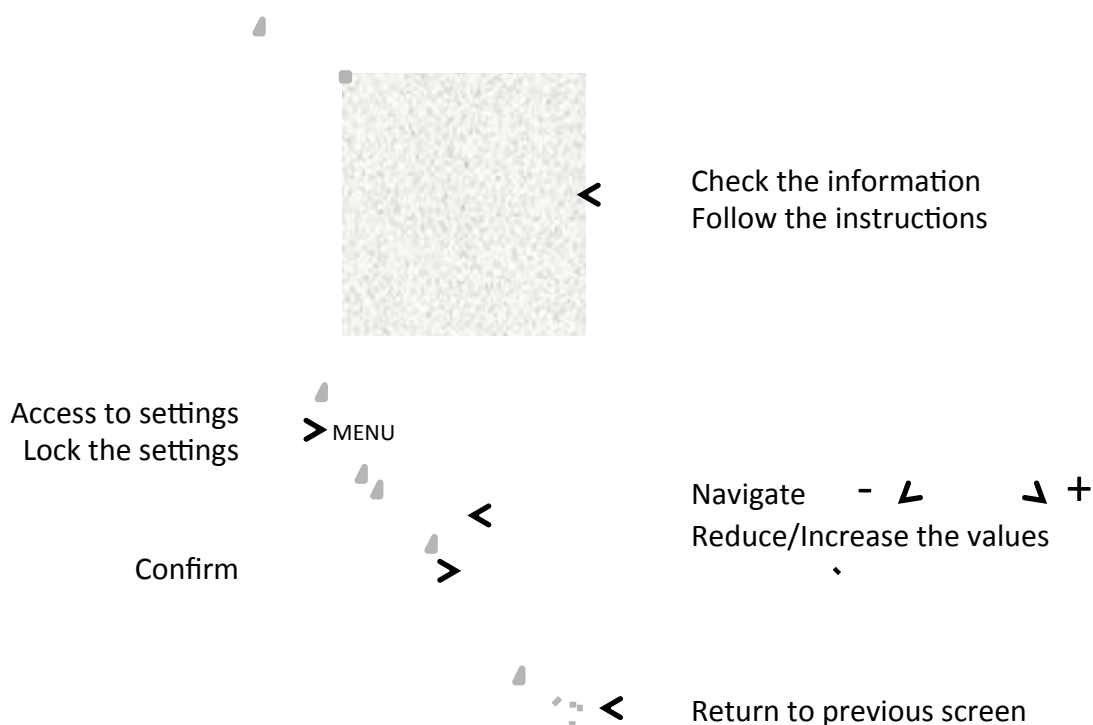 Check the information
Follow the instructions
Access to settings
Lock the settings
MENU
Navigate - +
Reduce/Increase the values
Confirm
Return to previous screen